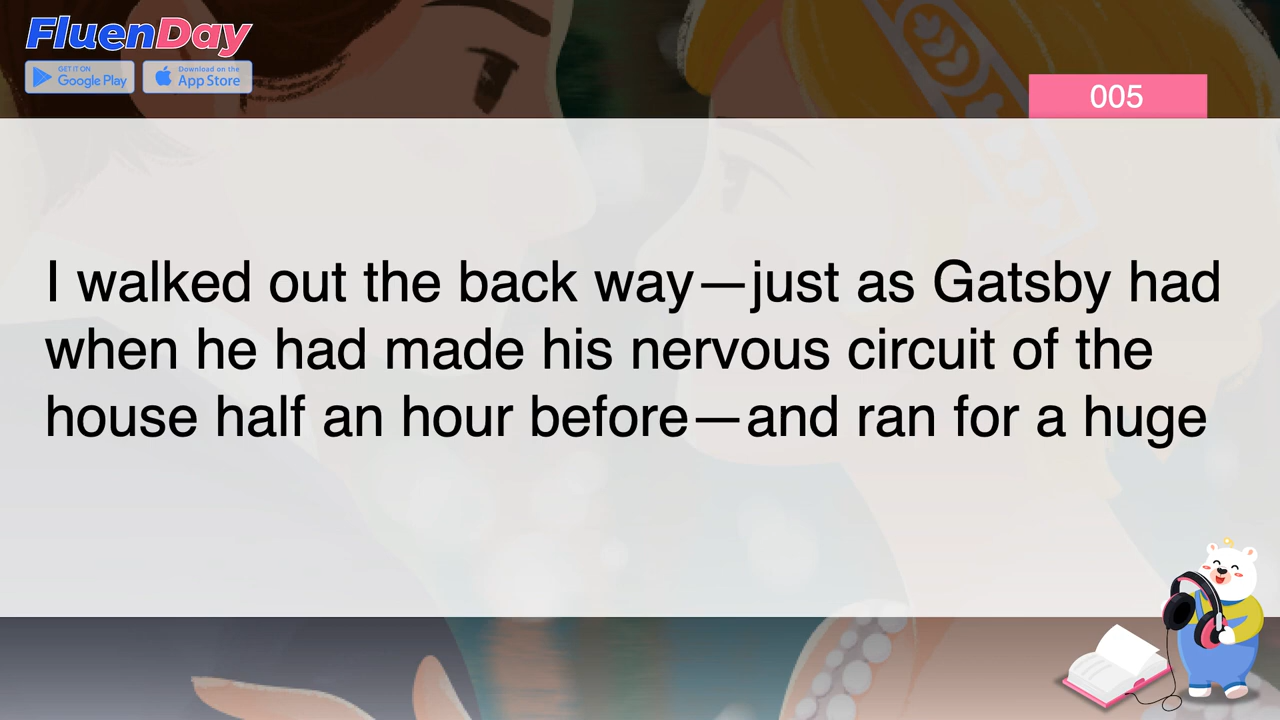 FluenDay
GET IT ON
Google Play
Download on the
App Store
005
I walked out the back way—just as Gatsby had
when he had made his nervous circuit of the
house half an hour before—and ran for a huge